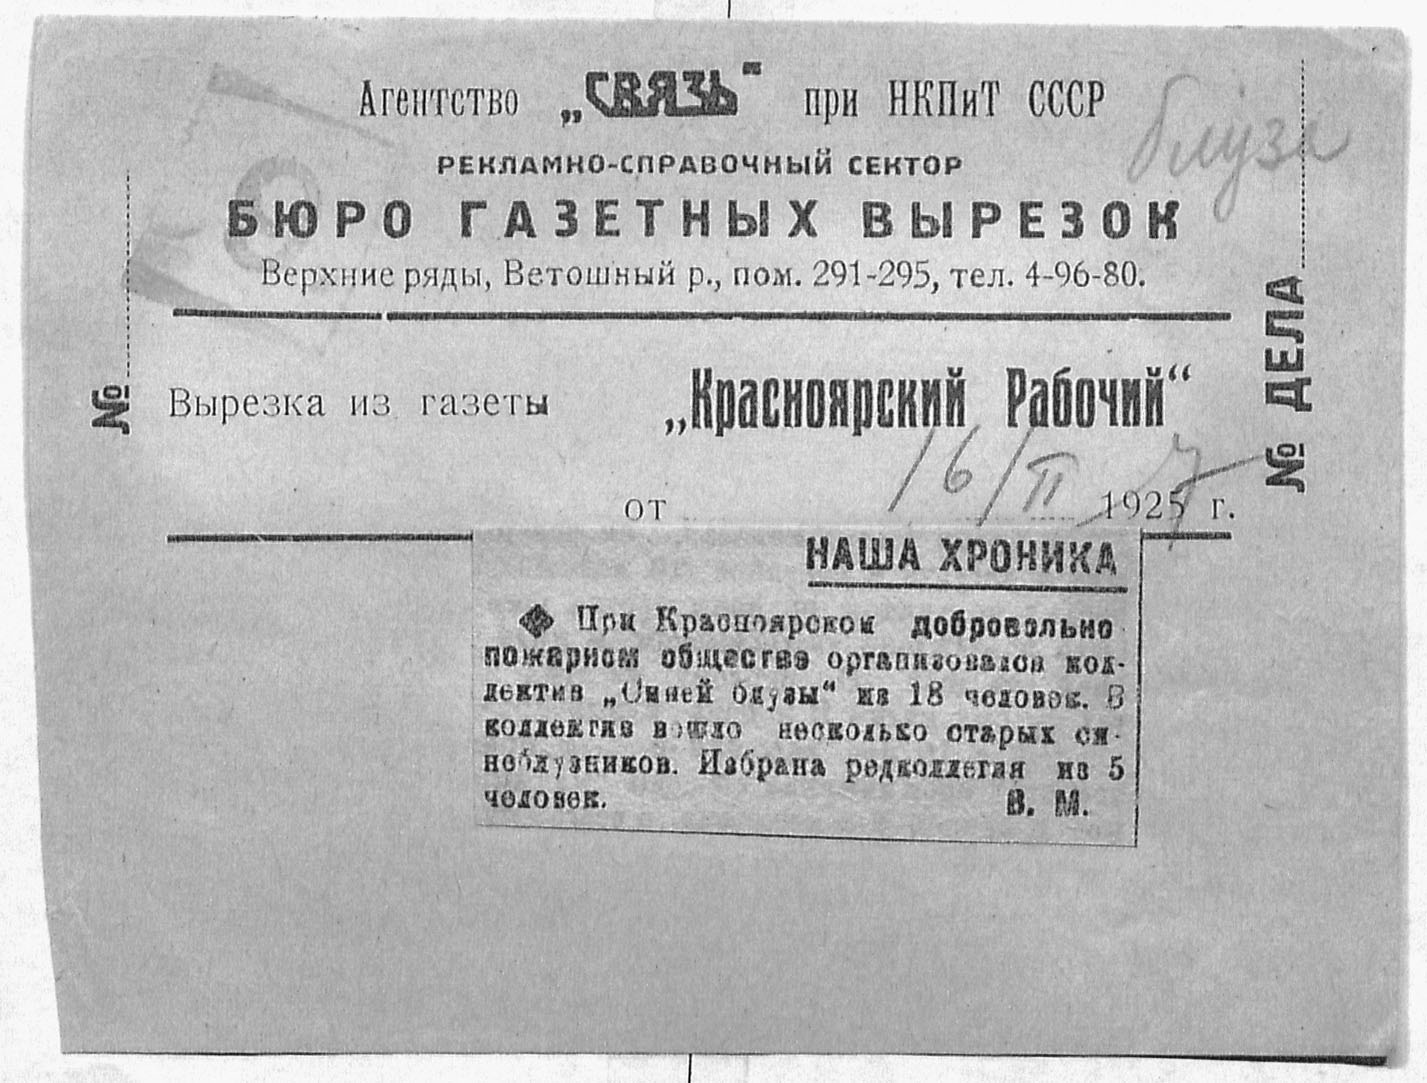 Агентство „СВЯЗЬ" при НКПиТ СССР
блуза
РЕКЛАМНО-СПРАВОЧНЫЙ СЕКТОР
БЮРО ГАЗЕТНЫХ ВЫРЕЗОК
Верхние ряды, Ветошный р., пом. 291-295, тел. 4-96-80.
№
№ ДЕЛА
Вырезка из газеты „Красноярский Рабочий“
от 16/II 1927 г.
НАША ХРОНИКА
При Красноярском добровольно
пожарном обществе организовался кол-
лектив „Синей блузы“ из 18 человек. В
коллектив вошло несколько старых си-
неблузников. Избрана редколлегия из 5
человек. В. М.